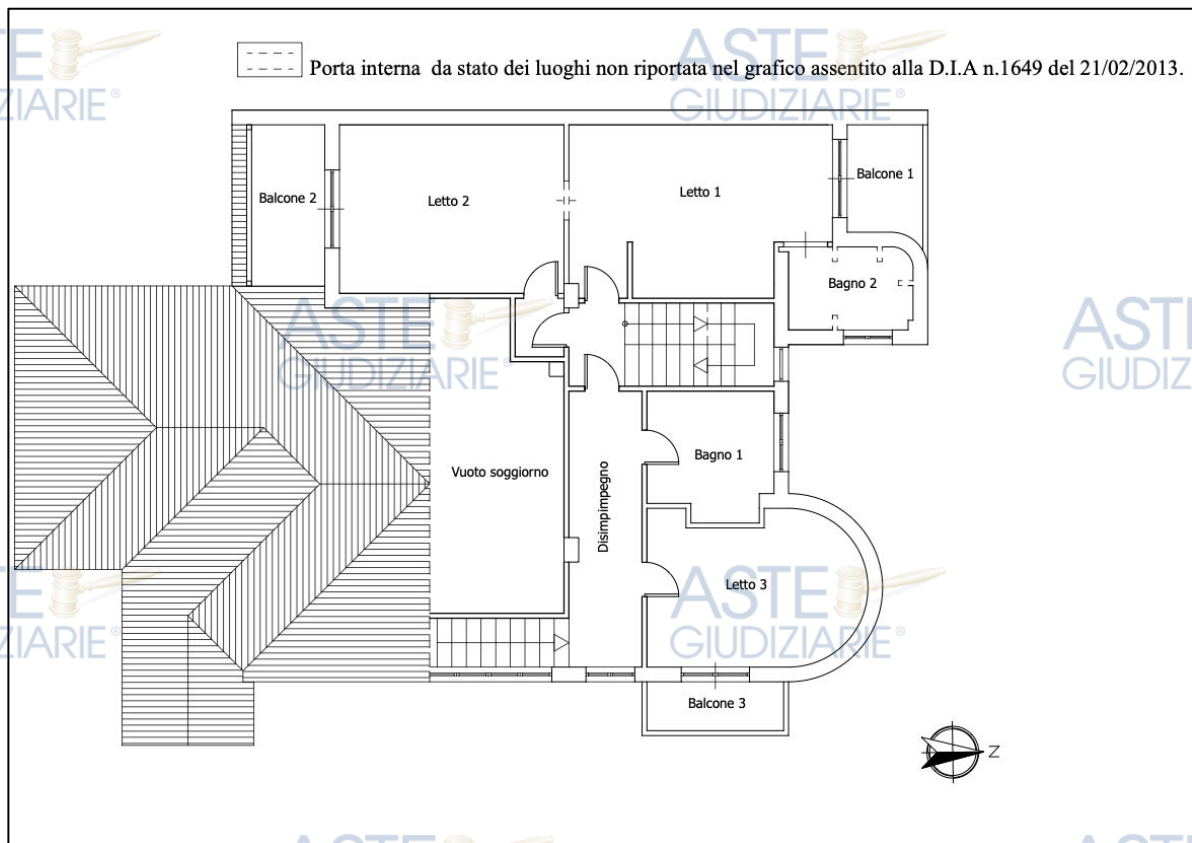 Porta interna da stato dei luoghi non riportata nel grafico assentito alla D.I.A n.1649 del 21/02/2013.
ASTE
GIUDIZIARIE®
Balcone 2
Letto 2
Letto 1
Balcone 1
Bagno 2
ASTE
GIUDIZIARIE®
ASTE
GIUDIZ
Vuoto soggiorno
Disimpimpegno
Bagno 1
Letto 3
ASTE
GIUDIZIARIE®
Balcone 3
Z